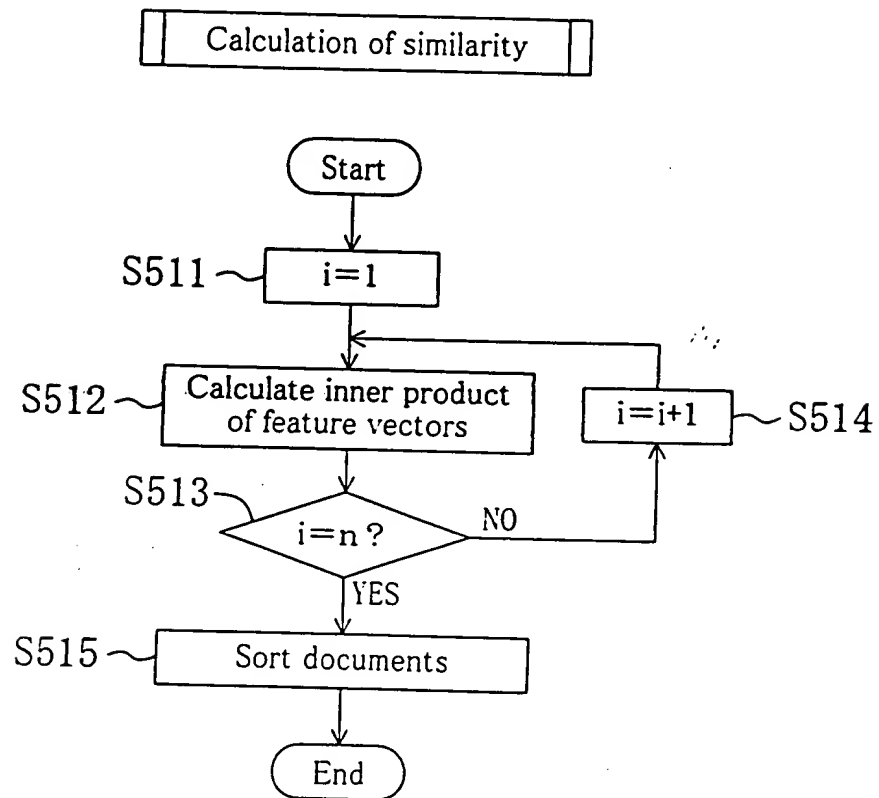 Calculation of similarity
Start
S511
i=1
S512
Calculate inner product
of feature vectors
i=i+1
S514
S513
i=n?
NO
YES
S515
Sort documents
End